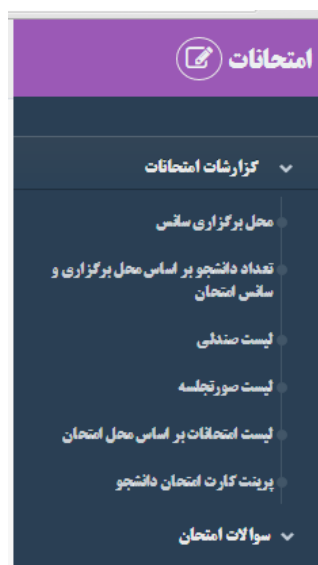 امتحانات
گزارشات امتحانات
محل برگزاری سانس
تعداد دانشجو بر اساس محل برگزاری و
سانس امتحان
لیست صندلی
لیست صورتجلسه
لیست امتحانات بر اساس محل امتحان
پرینت کارت امتحان دانشجو
سوالات امتحان